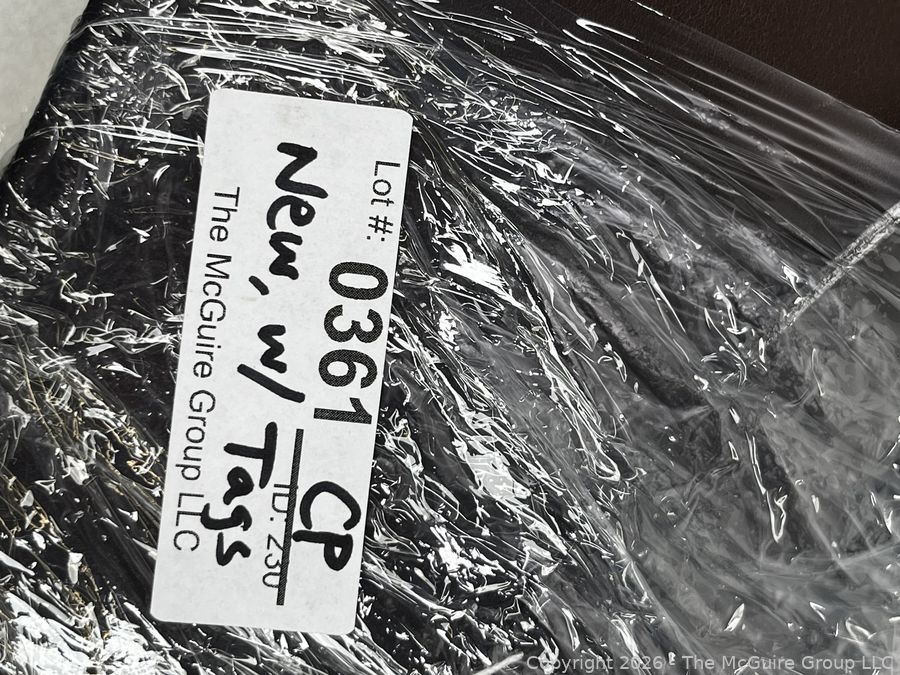 Lot #: 0361 CP
ID: 230
New, w/ Tags
The McGuire Group LLC
Copyright 2026 - The McGuire Group LLC